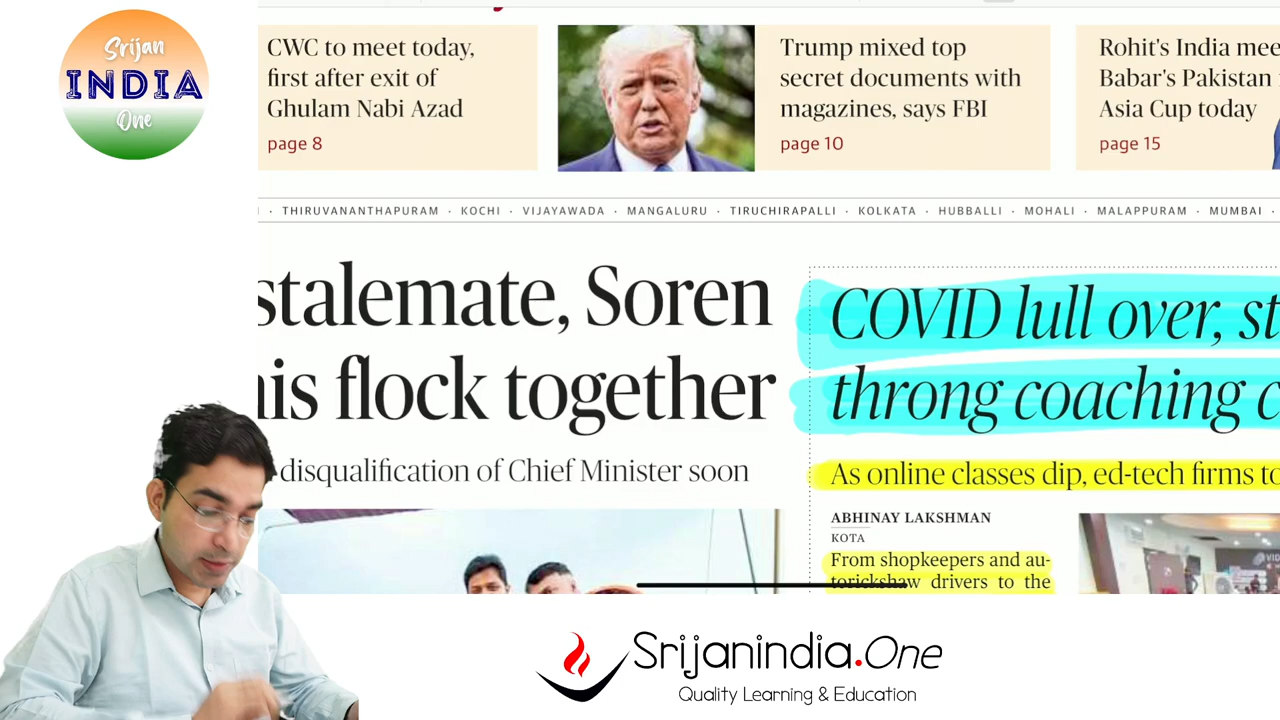 Srijan
INDIA
One
CWC to meet today,
first after exit of
Ghulam Nabi Azad
page 8
Trump mixed top
secret documents with
magazines, says FBI
page 10
Rohit's India mee
Babar's Pakistan
Asia Cup today
page 15
· THIRUVANANTHAPURAM · KOCHI · VIJAYAWADA · MANGALURU · TIRUCHIRAPALLI · KOLKATA · HUBBALLI · MOHALI · MALAPPURAM · MUMBAI ·
stalemate, Soren
his flock together
disqualification of Chief Minister soon
COVID lull over, st
throng coaching c
As online classes dip, ed-tech firms to
ABHINAY LAKSHMAN
KOTA
From shopkeepers and au-
torickshaw drivers to the
Srijanindia.One
Quality Learning & Education